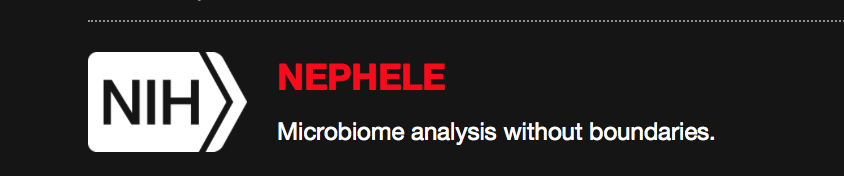 NIH
NEPHELE
Microbiome analysis without boundaries.